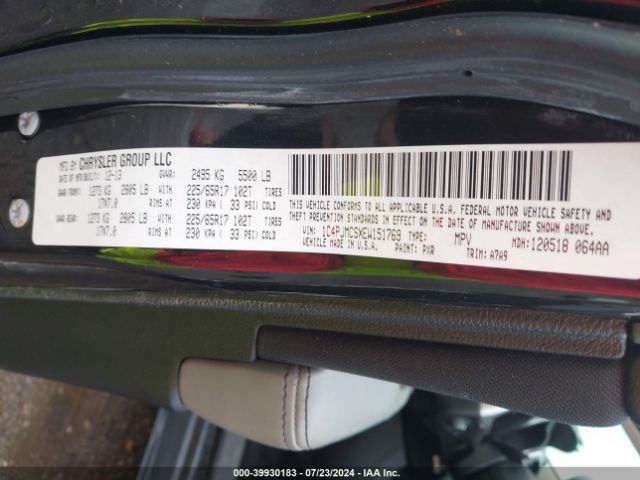 MFD BY CHRYSLER GROUP LLC
DATE OF MFR/BUILT: 12-13 GVWR: 2495 KG 5500 LB
GAWR FRONT: 1273 KG 2805 LB WITH 225/65R17 102T TIRES
17X7.0 RIMS AT 230 KPA ( 33 PSI) COLD
GAWR REAR: 1273 KG 2805 LB WITH 225/65R17 102T TIRES
17X7.0 RIMS AT 230 KPA ( 33 PSI) COLD
THIS VEHICLE CONFORMS TO ALL APPLICABLE U.S.A. FEDERAL MOTOR VEHICLE SAFETY AND
THEFT PREVENTION STANDARDS IN EFFECT ON THE DATE OF MANUFACTURE SHOWN ABOVE
VIN: 1C4PJMCSXEW151769 TYPE: MPV MDH: 120518 064AA
MADE IN U.S.A. PAINT: PXR TRIM: A7A9
000-39930183 / 07/23/2024 / IAA Inc.